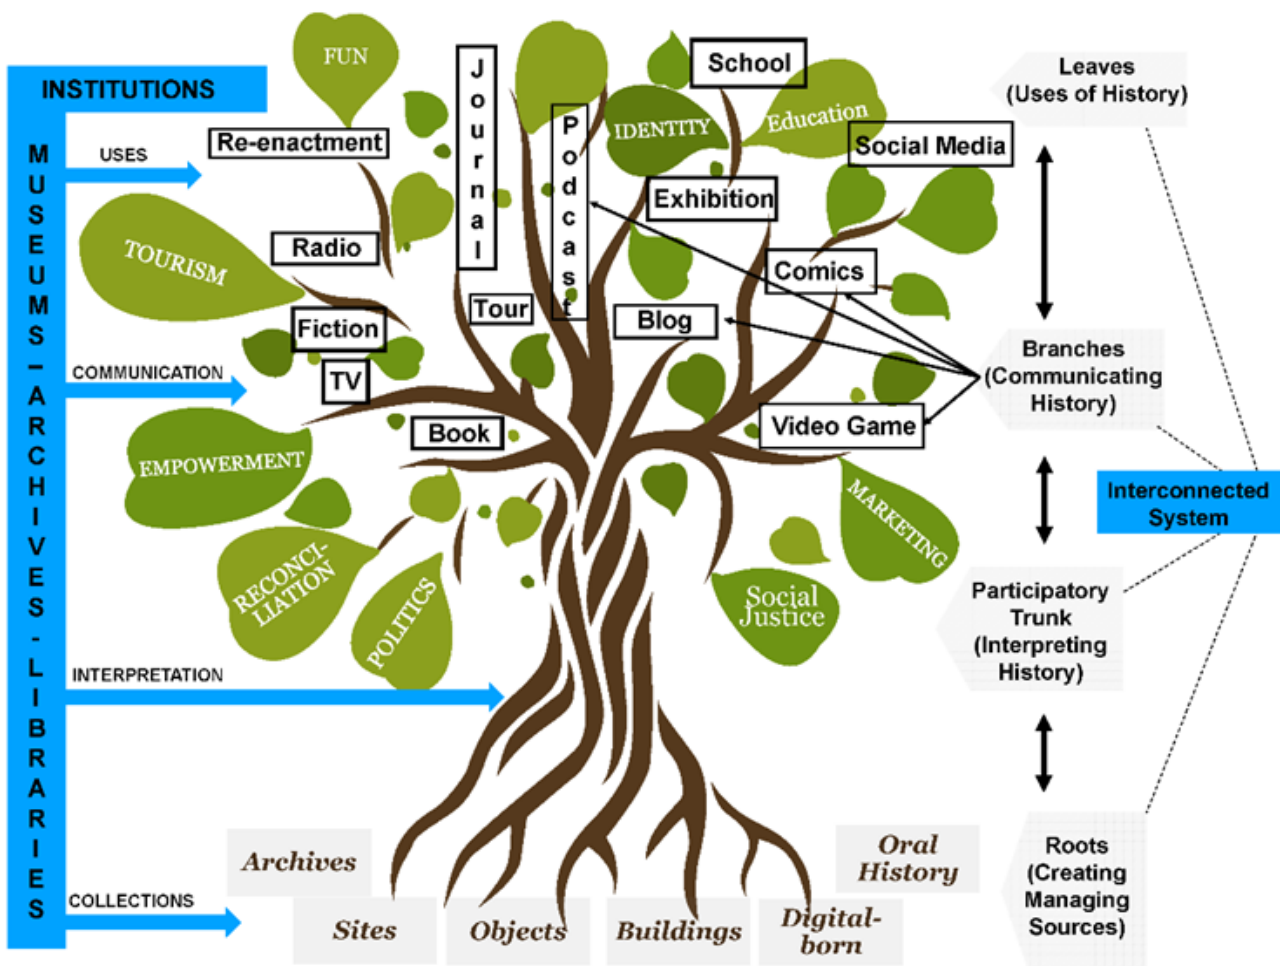 INSTITUTIONS
MUSEUMS–ARCHIVES-LIBRARIES
USES
COMMUNICATION
INTERPRETATION
COLLECTIONS
FUN
Re-enactment
TOURISM
Radio
Fiction
TV
Book
EMPOWERMENT
RECONCI-
LIATION
POLITICS
Journal
Tour
Podcast
IDENTITY
School
Education
Social Media
Exhibition
Comics
Blog
Video Game
MARKETING
Social
Justice
Archives
Sites
Objects
Buildings
Digital-
born
Oral
History
Leaves
(Uses of History)
Branches
(Communicating
History)
Interconnected
System
Participatory
Trunk
(Interpreting
History)
Roots
(Creating
Managing
Sources)